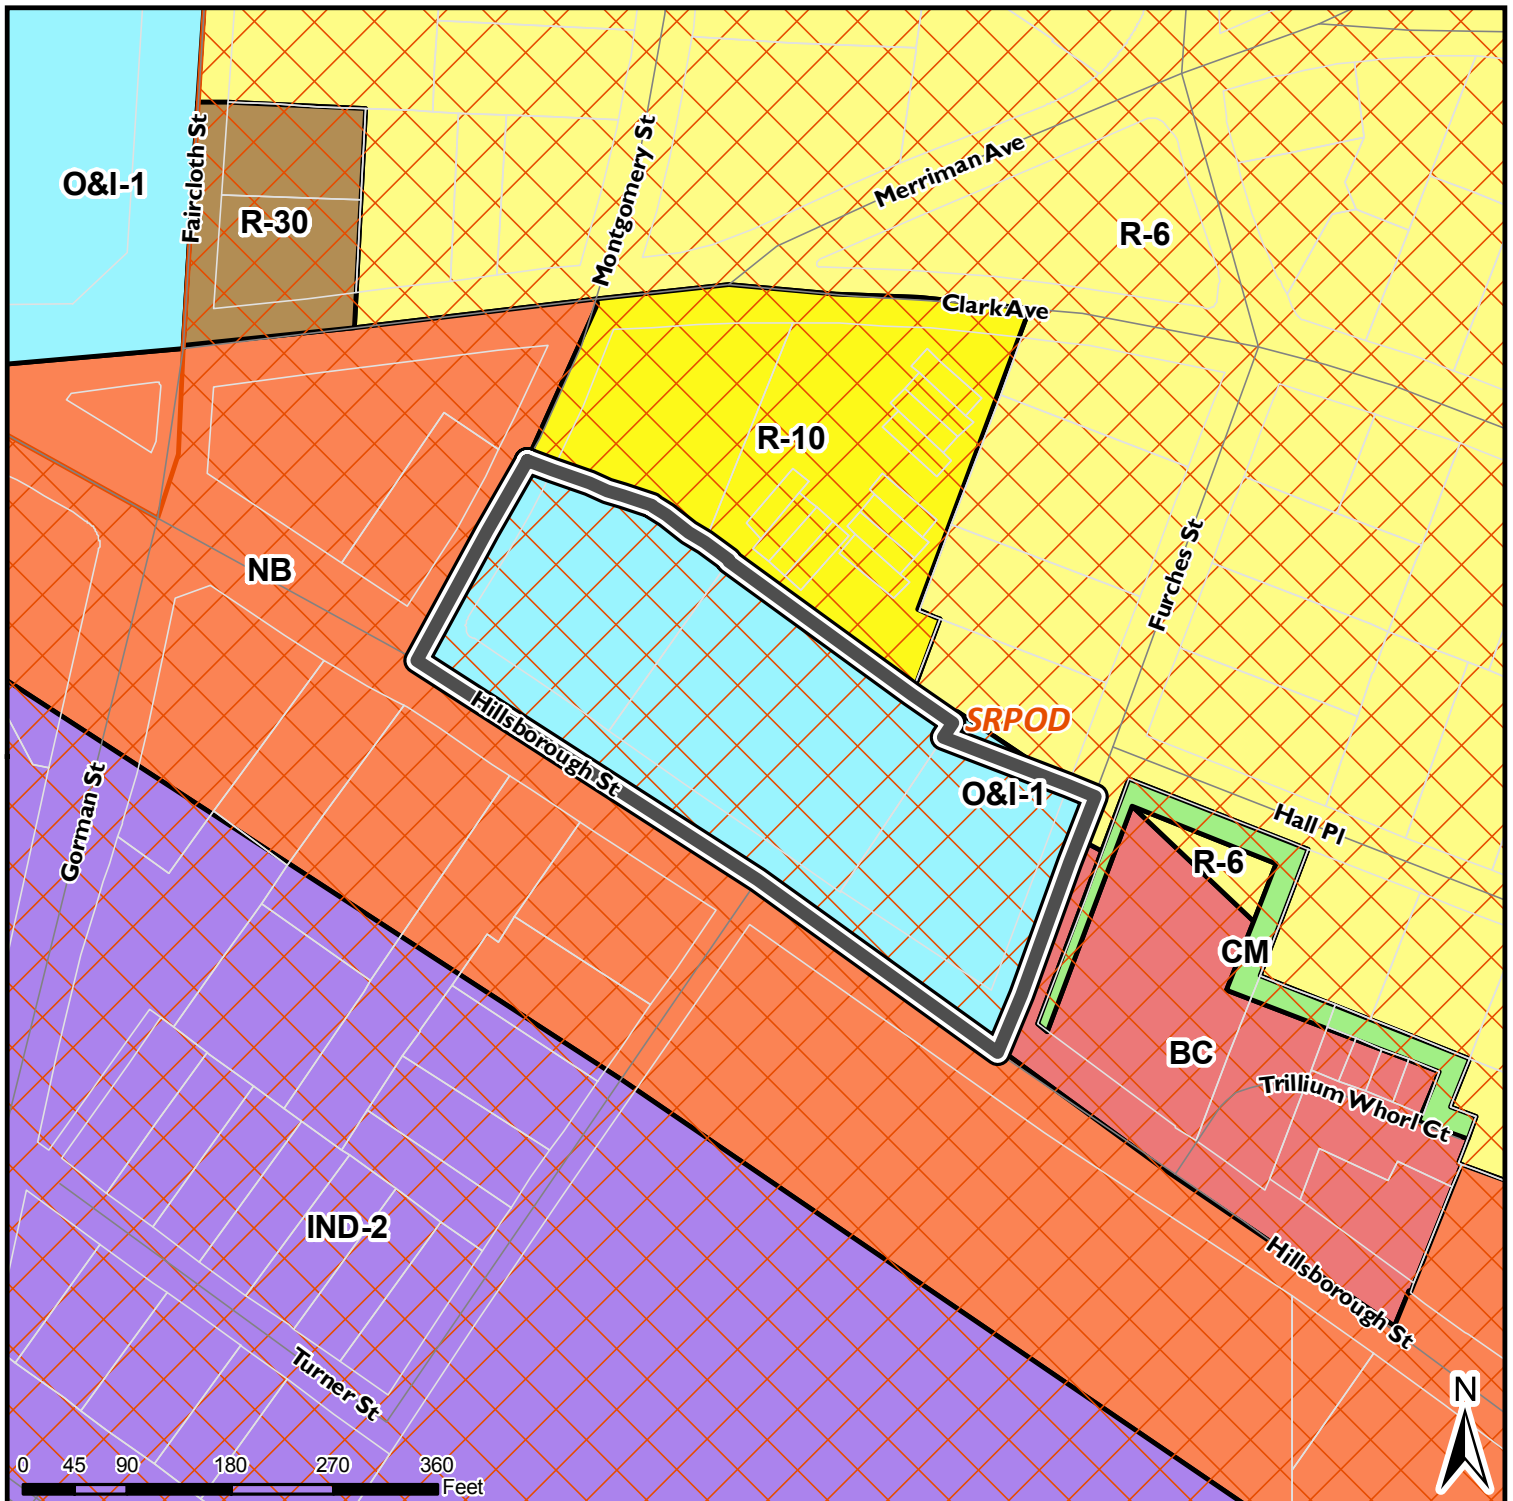 Faircloth St
Montgomery St
Merriman Ave
O&I-1
R-30
R-6
Clark Ave
R-10
NB
Furches St
SRPOD
Hillsborough St
O&I-1
Gorman St
Hall Pl
R-6
CM
BC
Trillium Whorl Ct
IND-2
Hillsborough St
Turner St
N
0 45 90 180 270 360
Feet